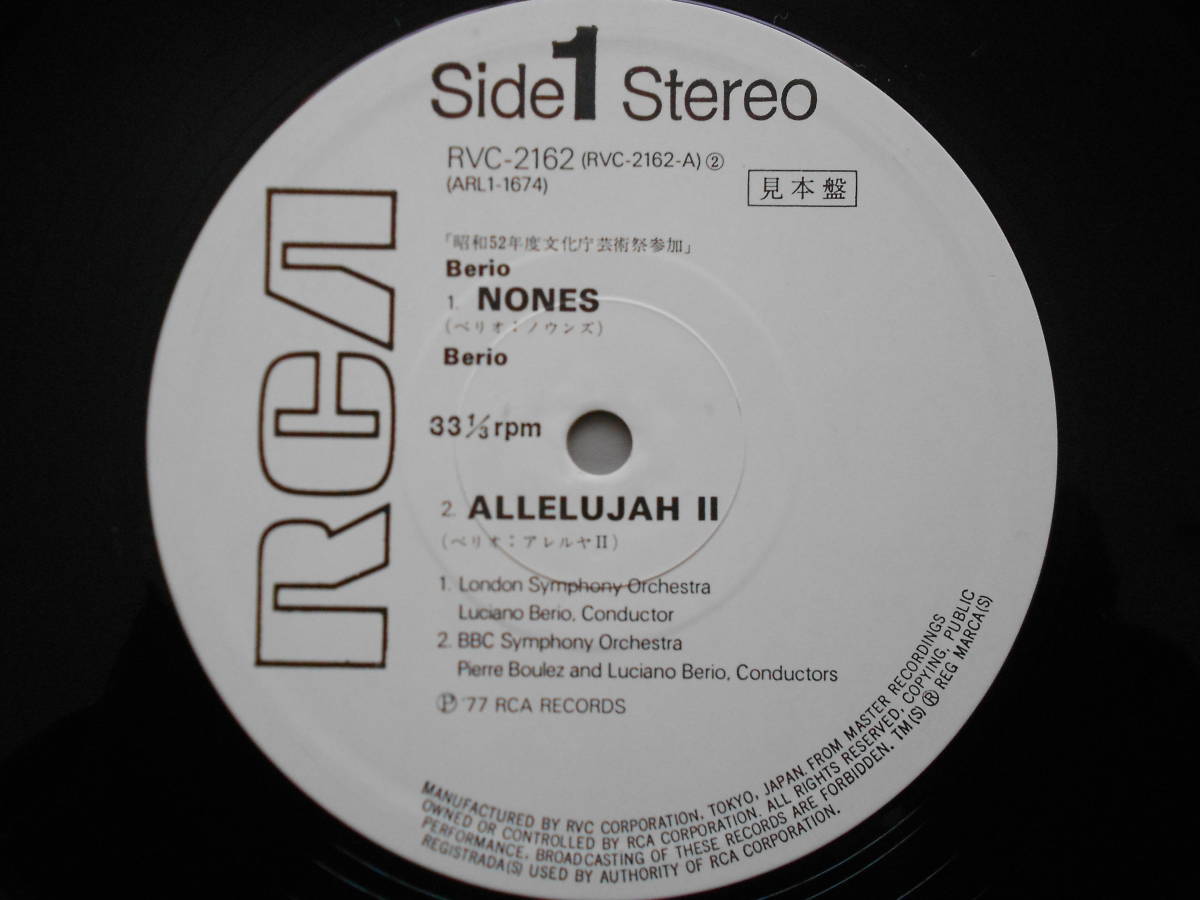 Side 1 Stereo
RVC-2162 (RVC-2162-A) ②
(ARL1-1674)
見本盤
「昭和52年度文化庁芸術祭参加」
Berio
1. NONES
(ベリオ:ノウンズ)
Berio
33 1/3 rpm
2. ALLELUJAH II
(ベリオ:アレルヤII)
1. London Symphony Orchestra
Luciano Berio, Conductor
2. BBC Symphony Orchestra
Pierre Boulez and Luciano Berio, Conductors
Ⓟ '77 RCA RECORDS
RCA
MANUFACTURED BY RVC CORPORATION, TOKYO, JAPAN. FROM MASTER RECORDINGS
OWNED OR CONTROLLED BY RCA CORPORATION. ALL RIGHTS RESERVED, COPYING, PUBLIC
PERFORMANCE, BROADCASTING OF THESE RECORDS ARE FORBIDDEN. TM(S) ® REG MARCA(S)
REGISTRADA(S) USED BY AUTHORITY OF RCA CORPORATION.